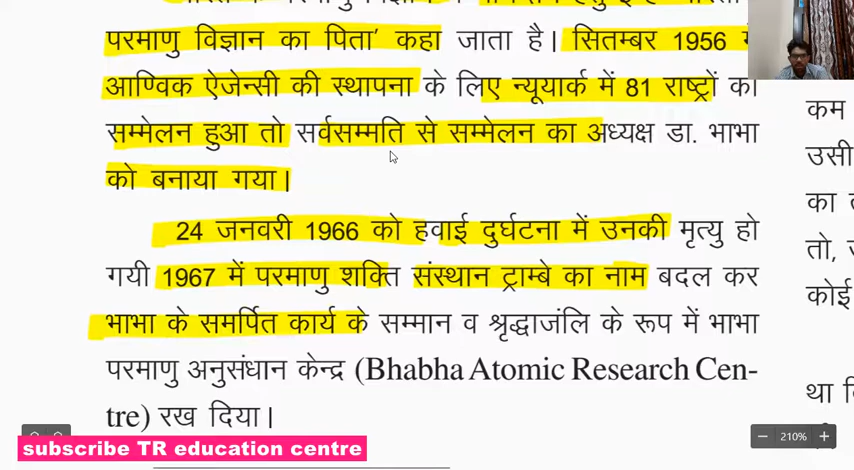 परमाणु विज्ञान का पिता' कहा जाता है। सितम्बर 1956
आण्विक ऐजेन्सी की स्थापना के लिए न्यूयार्क में 81 राष्ट्रों का
सम्मेलन हुआ तो सर्वसम्मति से सम्मेलन का अध्यक्ष डा. भाभा
को बनाया गया।
24 जनवरी 1966 को हवाई दुर्घटना में उनकी मृत्यु हो
गयी 1967 में परमाणु शक्ति संस्थान ट्राम्बे का नाम बदल कर
भाभा के समर्पित कार्य के सम्मान व श्रृद्धाजंलि के रूप में भाभा
परमाणु अनुसंधान केन्द्र (Bhabha Atomic Research Cen-
tre) रख दिया।
कम
उसी
का
तो,
कोई
था
subscribe TR education centre
210%